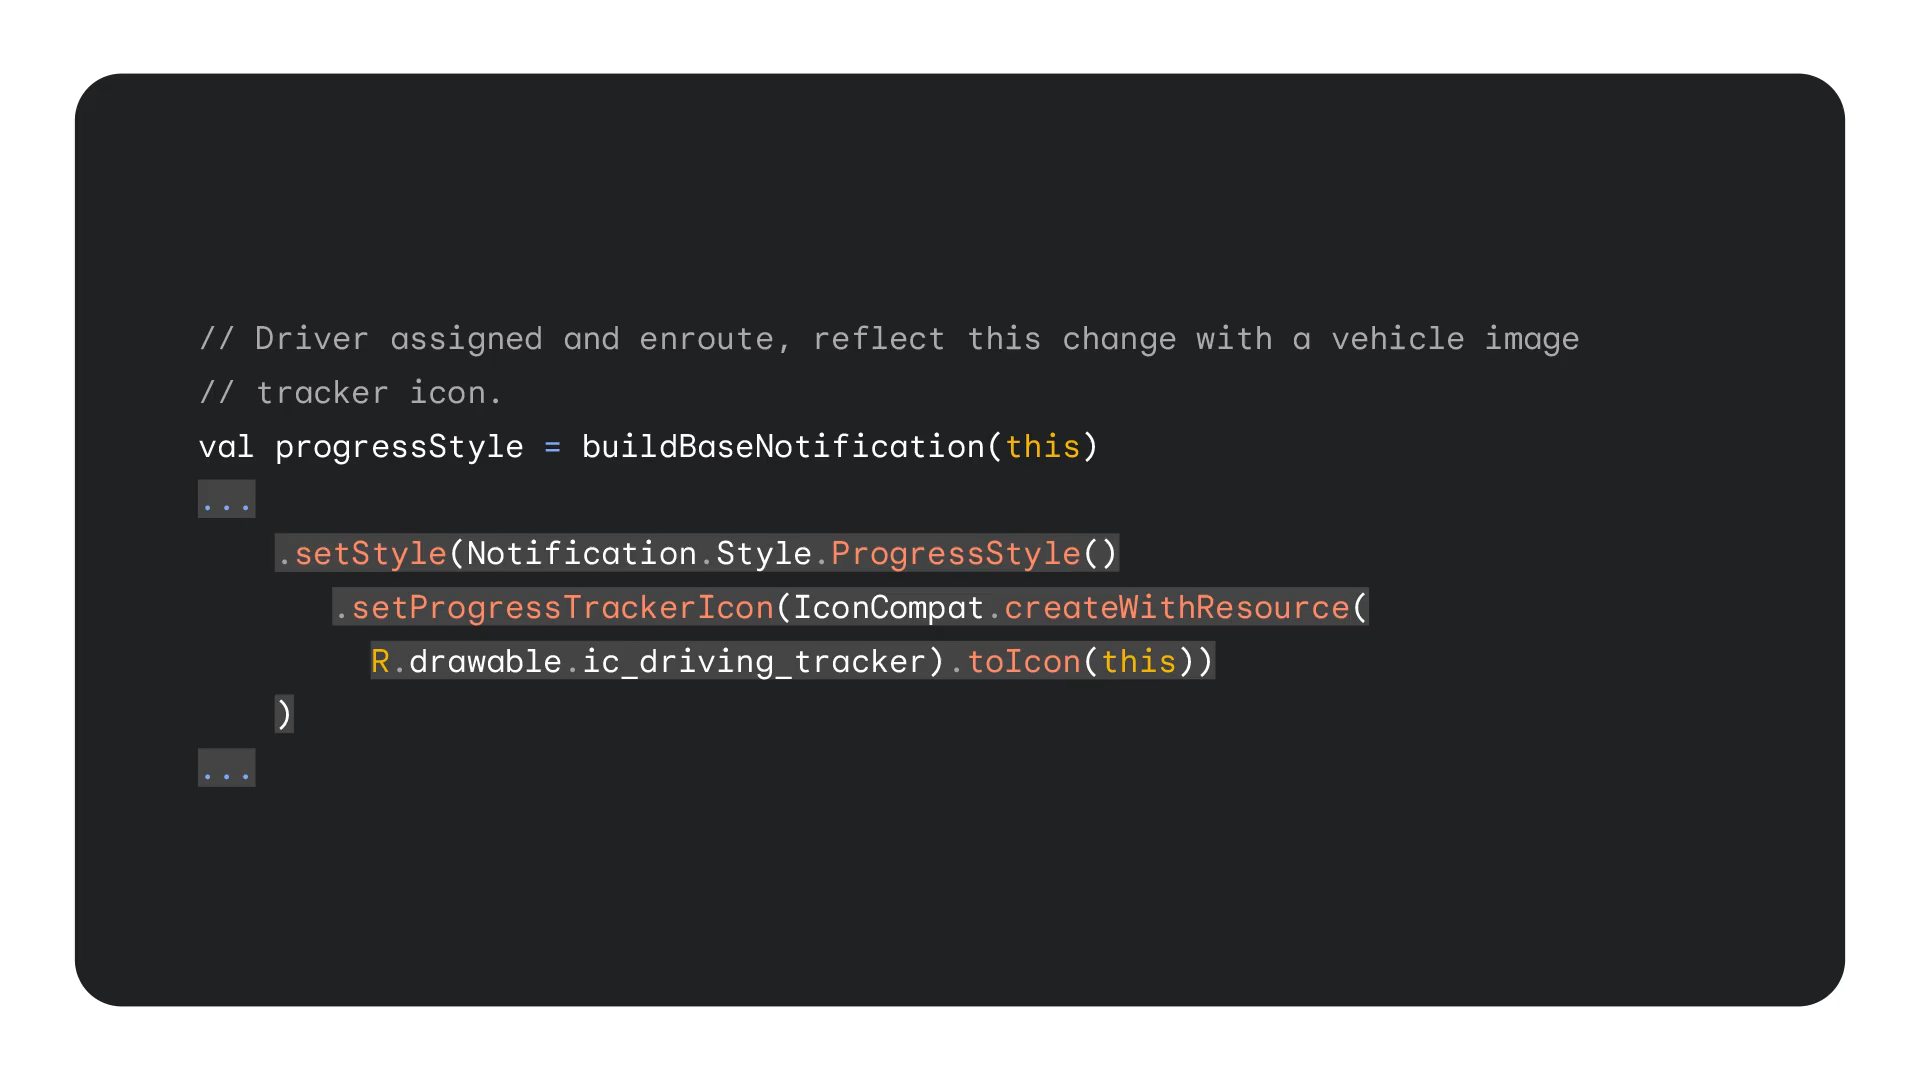 // Driver assigned and enroute, reflect this change with a vehicle image
// tracker icon.
val progressStyle = buildBaseNotification(this)
...
.setStyle(Notification.Style.ProgressStyle()
.setProgressTrackerIcon(IconCompat.createWithResource(
R.drawable.ic_driving_tracker).toIcon(this))
)
...